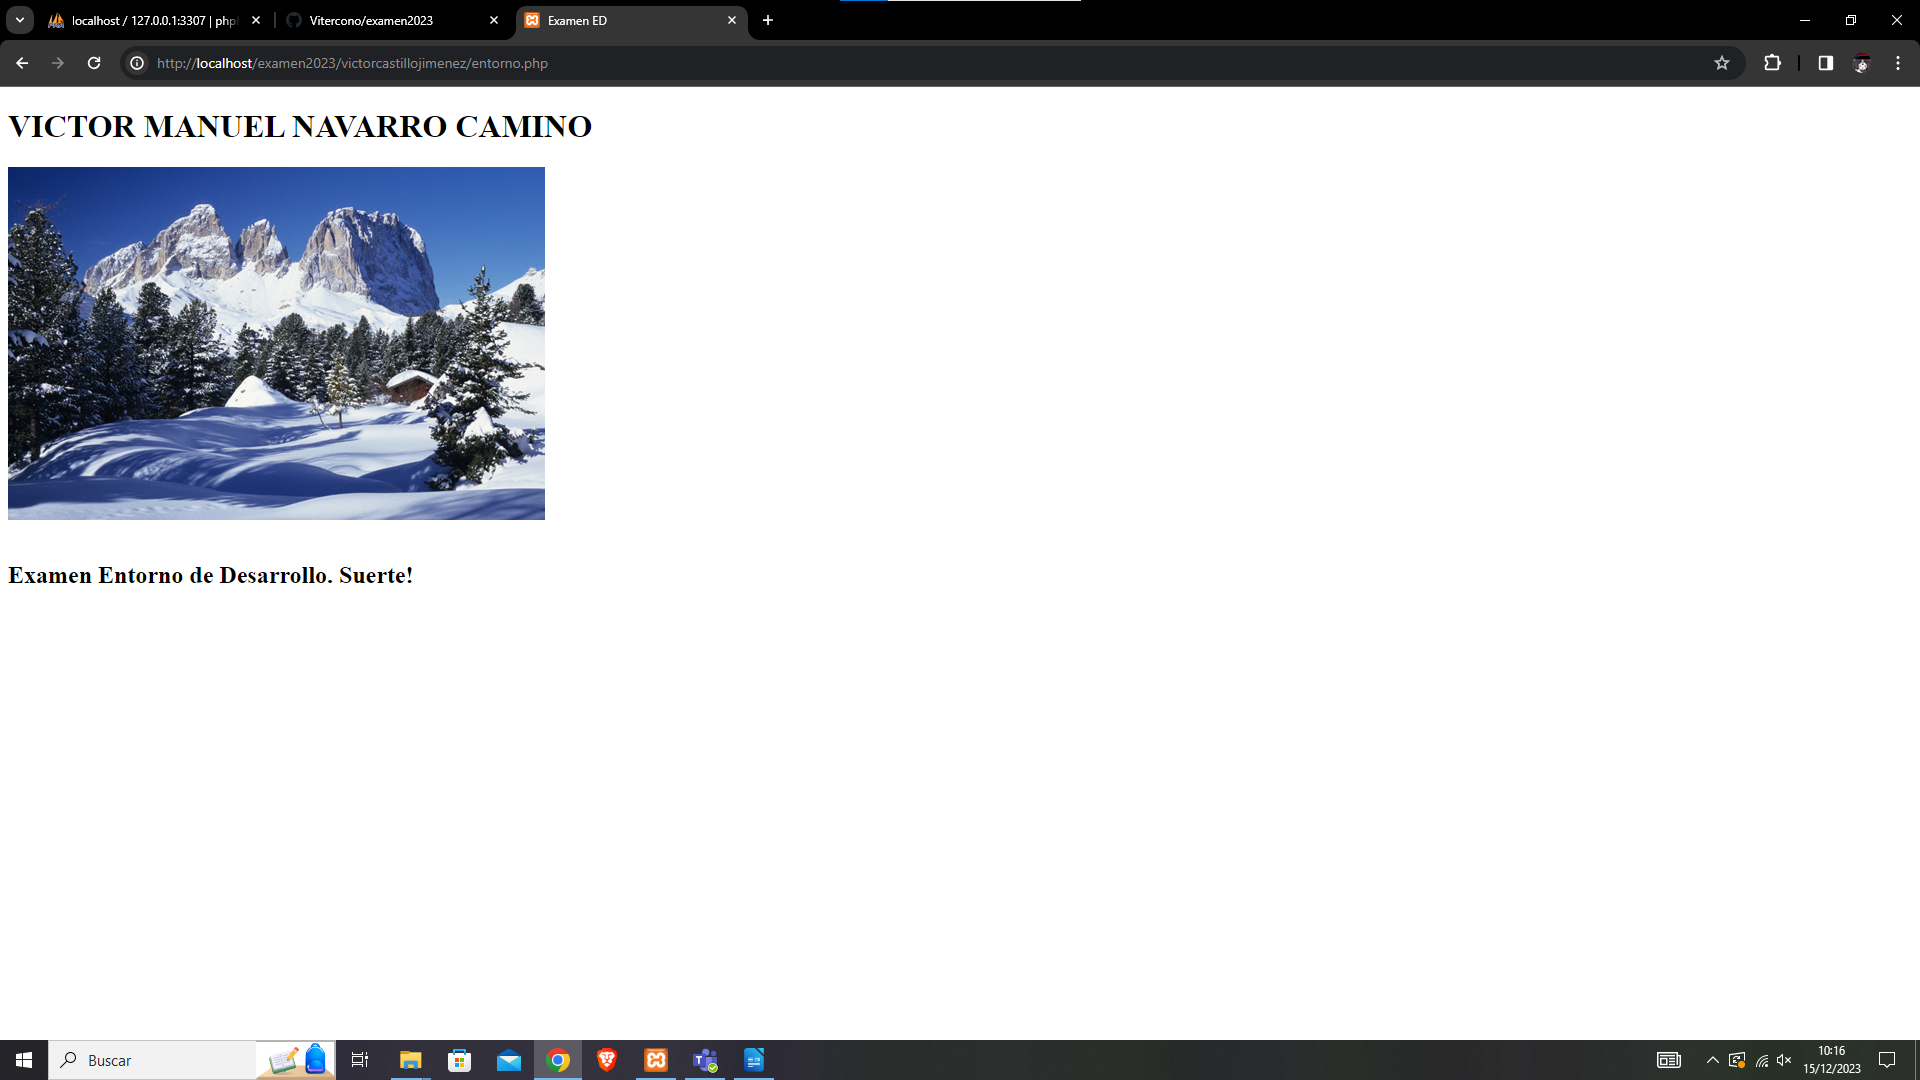 localhost / 127.0.0.1:3307 | php
Vitercono/examen2023
Examen ED
http://localhost/examen2023/victorcastillojimenez/entorno.php
VICTOR MANUEL NAVARRO CAMINO
Examen Entorno de Desarrollo. Suerte!
Buscar
10:16
15/12/2023